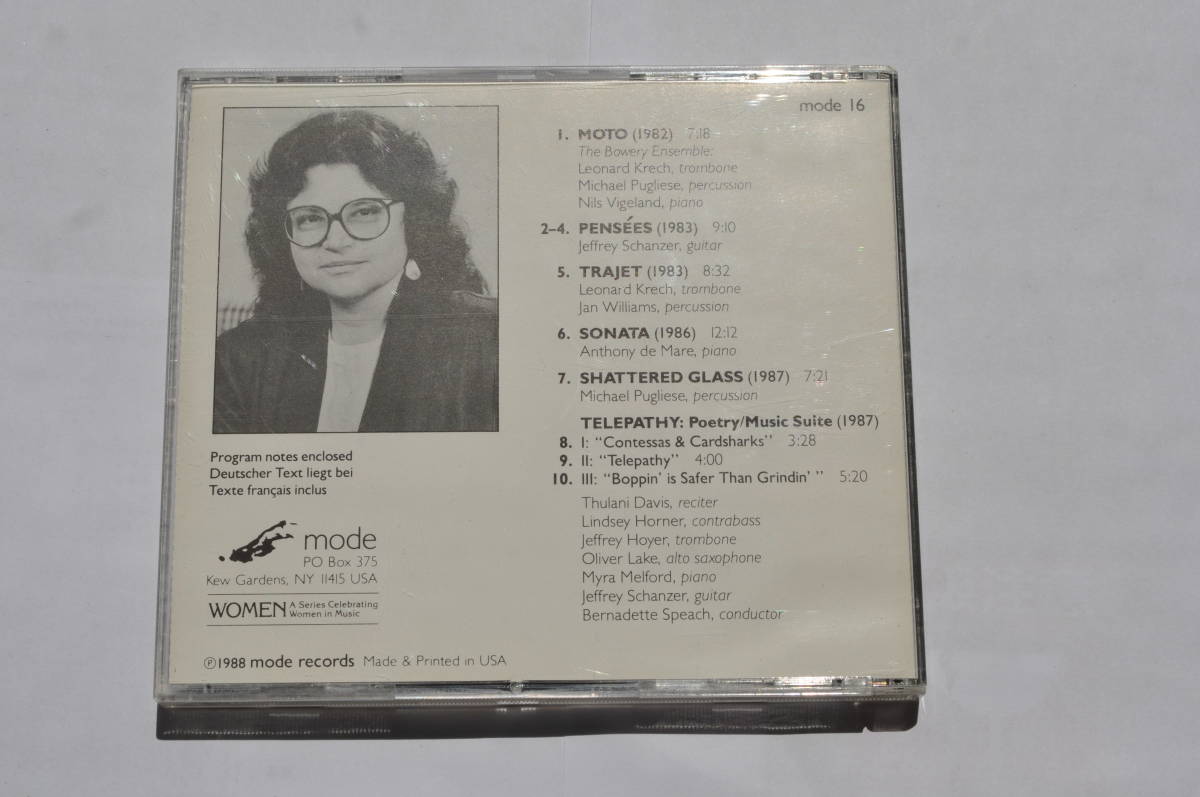 mode 16
1. MOTO (1982) 7:18
The Bowery Ensemble:
Leonard Krech, trombone
Michael Pugliese, percussion
Nils Vigeland, piano
2–4. PENSÉES (1983) 9:10
Jeffrey Schanzer, guitar
5. TRAJET (1983) 8:32
Leonard Krech, trombone
Jan Williams, percussion
6. SONATA (1986) 12:12
Anthony de Mare, piano
7. SHATTERED GLASS (1987) 7:21
Michael Pugliese, percussion
TELEPATHY: Poetry/Music Suite (1987)
8. I: “Contessas & Cardsharks” 3:28
9. II: “Telepathy” 4:00
10. III: “Boppin’ is Safer Than Grindin’ ” 5:20
Thulani Davis, reciter
Lindsey Horner, contrabass
Jeffrey Hoyer, trombone
Oliver Lake, alto saxophone
Myra Melford, piano
Jeffrey Schanzer, guitar
Bernadette Speach, conductor
Program notes enclosed
Deutscher Text liegt bei
Texte français inclus
mode
PO Box 375
Kew Gardens, NY 11415 USA
WOMEN A Series Celebrating
Women in Music
℗1988 mode records Made & Printed in USA